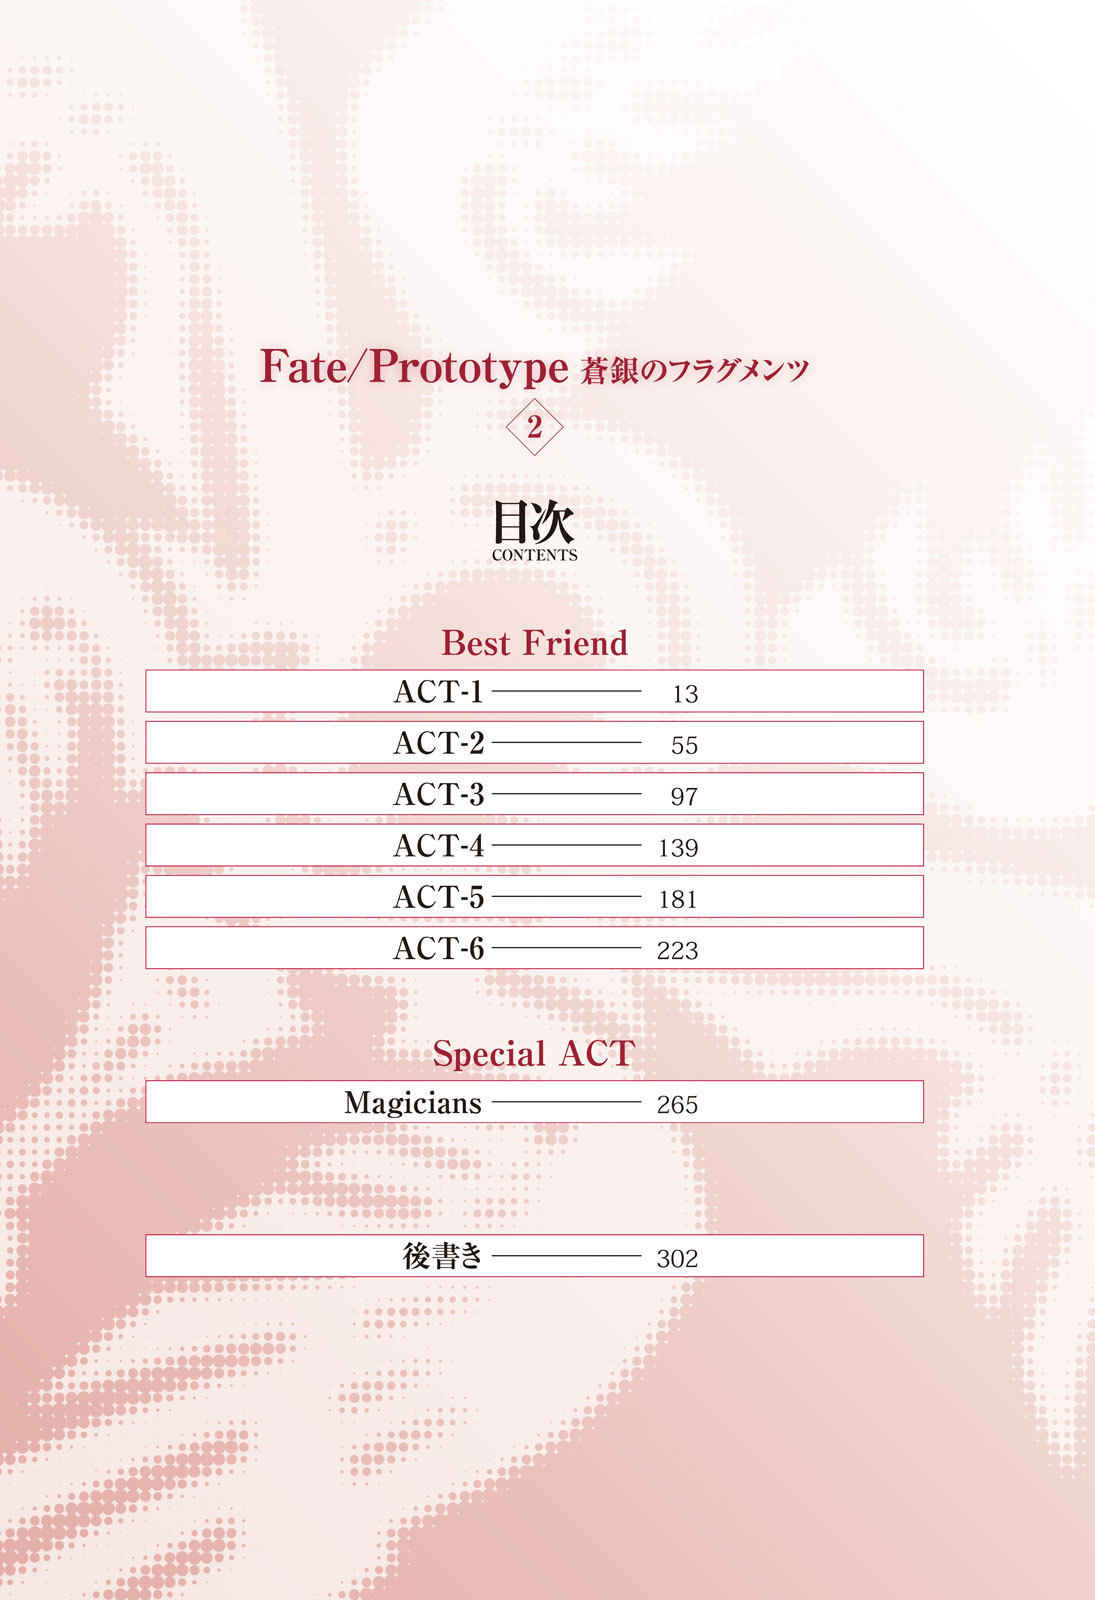 Fate/Prototype 蒼銀のフラグメンツ
2
目次
CONTENTS
Best Friend
ACT-1 13
ACT-2 55
ACT-3 97
ACT-4 139
ACT-5 181
ACT-6 223
Special ACT
Magicians 265
後書き 302